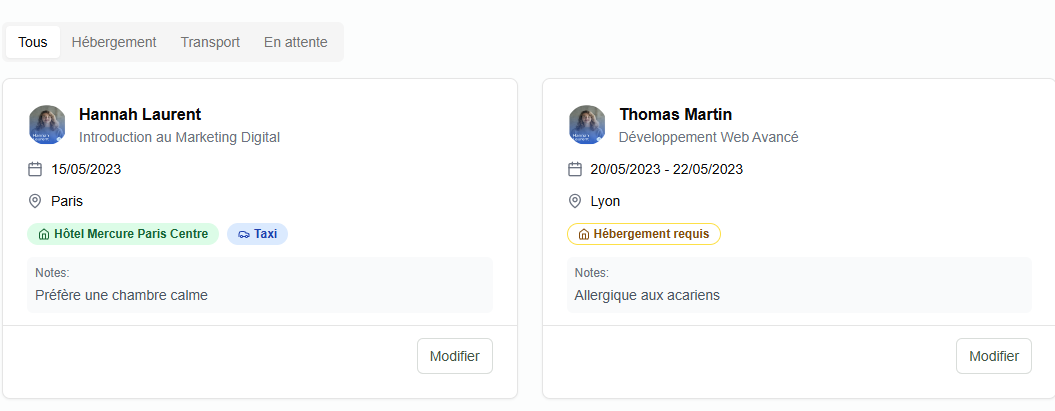 Tous Hébergement Transport En attente
Hannah Laurent
Introduction au Marketing Digital
15/05/2023
Paris
Hôtel Mercure Paris Centre Taxi
Notes:
Préfère une chambre calme
Modifier
Thomas Martin
Développement Web Avancé
20/05/2023 - 22/05/2023
Lyon
Hébergement requis
Notes:
Allergique aux acariens
Modifier